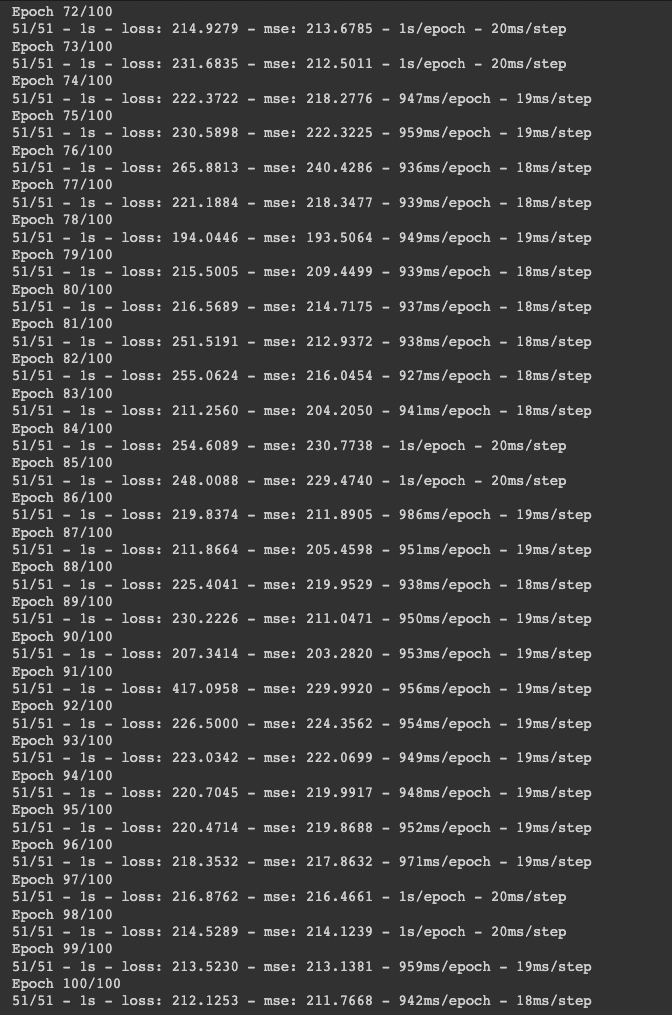 Epoch 72/100
51/51 - 1s - loss: 214.9279 - mse: 213.6785 - 1s/epoch - 20ms/step
Epoch 73/100
51/51 - 1s - loss: 231.6835 - mse: 212.5011 - 1s/epoch - 20ms/step
Epoch 74/100
51/51 - 1s - loss: 222.3722 - mse: 218.2776 - 947ms/epoch - 19ms/step
Epoch 75/100
51/51 - 1s - loss: 230.5898 - mse: 222.3225 - 959ms/epoch - 19ms/step
Epoch 76/100
51/51 - 1s - loss: 265.8813 - mse: 240.4286 - 936ms/epoch - 18ms/step
Epoch 77/100
51/51 - 1s - loss: 221.1884 - mse: 218.3477 - 939ms/epoch - 18ms/step
Epoch 78/100
51/51 - 1s - loss: 194.0446 - mse: 193.5064 - 949ms/epoch - 19ms/step
Epoch 79/100
51/51 - 1s - loss: 215.5005 - mse: 209.4499 - 939ms/epoch - 18ms/step
Epoch 80/100
51/51 - 1s - loss: 216.5689 - mse: 214.7175 - 937ms/epoch - 18ms/step
Epoch 81/100
51/51 - 1s - loss: 251.5191 - mse: 212.9372 - 938ms/epoch - 18ms/step
Epoch 82/100
51/51 - 1s - loss: 255.0624 - mse: 216.0454 - 927ms/epoch - 18ms/step
Epoch 83/100
51/51 - 1s - loss: 211.2560 - mse: 204.2050 - 941ms/epoch - 18ms/step
Epoch 84/100
51/51 - 1s - loss: 254.6089 - mse: 230.7738 - 1s/epoch - 20ms/step
Epoch 85/100
51/51 - 1s - loss: 248.0088 - mse: 229.4740 - 1s/epoch - 20ms/step
Epoch 86/100
51/51 - 1s - loss: 219.8374 - mse: 211.8905 - 986ms/epoch - 19ms/step
Epoch 87/100
51/51 - 1s - loss: 211.8664 - mse: 205.4598 - 951ms/epoch - 19ms/step
Epoch 88/100
51/51 - 1s - loss: 225.4041 - mse: 219.9529 - 938ms/epoch - 18ms/step
Epoch 89/100
51/51 - 1s - loss: 230.2226 - mse: 211.0471 - 950ms/epoch - 19ms/step
Epoch 90/100
51/51 - 1s - loss: 207.3414 - mse: 203.2820 - 953ms/epoch - 19ms/step
Epoch 91/100
51/51 - 1s - loss: 417.0958 - mse: 229.9920 - 956ms/epoch - 19ms/step
Epoch 92/100
51/51 - 1s - loss: 226.5000 - mse: 224.3562 - 954ms/epoch - 19ms/step
Epoch 93/100
51/51 - 1s - loss: 223.0342 - mse: 222.0699 - 949ms/epoch - 19ms/step
Epoch 94/100
51/51 - 1s - loss: 220.7045 - mse: 219.9917 - 948ms/epoch - 19ms/step
Epoch 95/100
51/51 - 1s - loss: 220.4714 - mse: 219.8688 - 952ms/epoch - 19ms/step
Epoch 96/100
51/51 - 1s - loss: 218.3532 - mse: 217.8632 - 971ms/epoch - 19ms/step
Epoch 97/100
51/51 - 1s - loss: 216.8762 - mse: 216.4661 - 1s/epoch - 20ms/step
Epoch 98/100
51/51 - 1s - loss: 214.5289 - mse: 214.1239 - 1s/epoch - 20ms/step
Epoch 99/100
51/51 - 1s - loss: 213.5230 - mse: 213.1381 - 959ms/epoch - 19ms/step
Epoch 100/100
51/51 - 1s - loss: 212.1253 - mse: 211.7668 - 942ms/epoch - 18ms/step